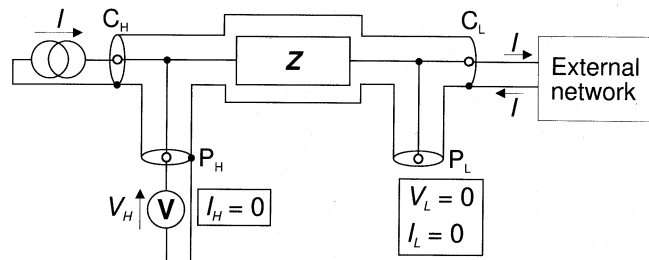 I
C_H
Z
C_L
I
External
network
I
P_H
P_L
V_H
V
I_H = 0
V_L = 0
I_L = 0